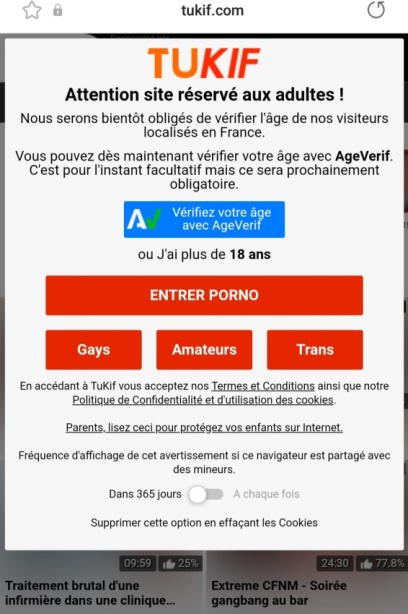 tukif.com
TUKIF
Attention site réservé aux adultes !
Nous serons bientôt obligés de vérifier l'âge de nos visiteurs
localisés en France.
Vous pouvez dès maintenant vérifier votre âge avec AgeVerif.
C'est pour l'instant facultatif mais ce sera prochainement
obligatoire.
Vérifiez votre âge
avec AgeVerif
ou J'ai plus de 18 ans
ENTRER PORNO
Gays Amateurs Trans
En accédant à TuKif vous acceptez nos Termes et Conditions ainsi que notre
Politique de Confidentialité et d'utilisation des cookies.
Parents, lisez ceci pour protégez vos enfants sur Internet.
Fréquence d'affichage de cet avertissement si ce navigateur est partagé avec
des mineurs.
Dans 365 jours A chaque fois
Supprimer cette option en effaçant les Cookies
09:59 25% 24:30 77.8%
Traitement brutal d'une
infirmière dans une clinique...
Extreme CFNM - Soirée
gangbang au bar